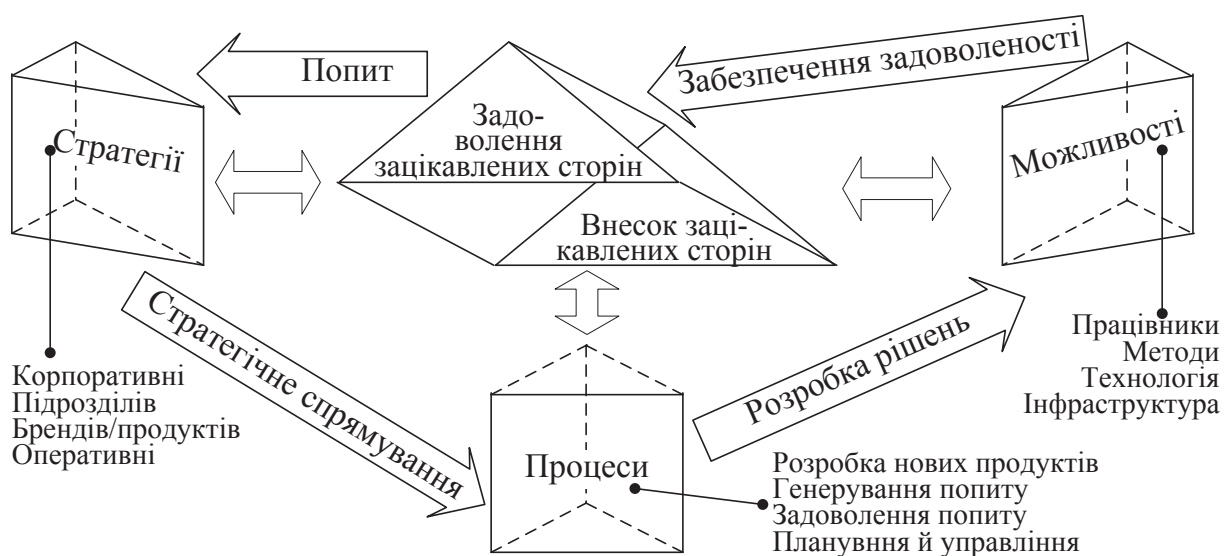 Попит
Забезпечення задоволеності
Стратегії
Задо-
волення
зацікавлених сторін
Можливості
Внесок заці-
кавлених сторін
Корпоративні
Підрозділів
Брендів/продуктів
Оперативні
Стратегічне спрямування
Процеси
Розробка рішень
Працівники
Методи
Технологія
Інфраструктура
Розробка нових продуктів
Генерування попиту
Задоволення попиту
Планувння й управління